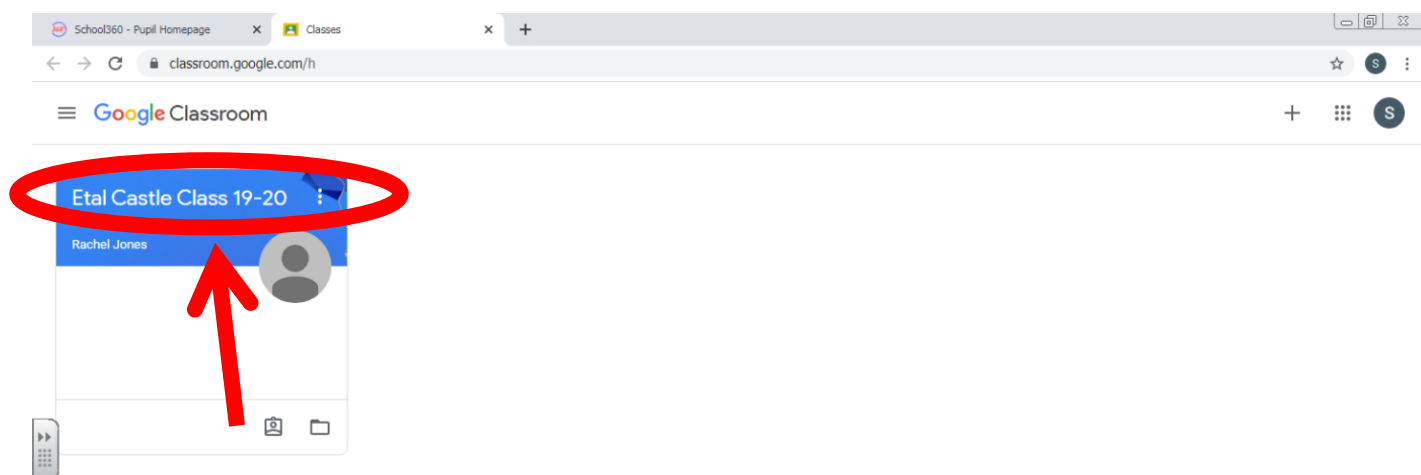 School360 - Pupil Homepage
Classes
classroom.google.com/h
S
Google Classroom
S
Etal Castle Class 19-20
Rachel Jones